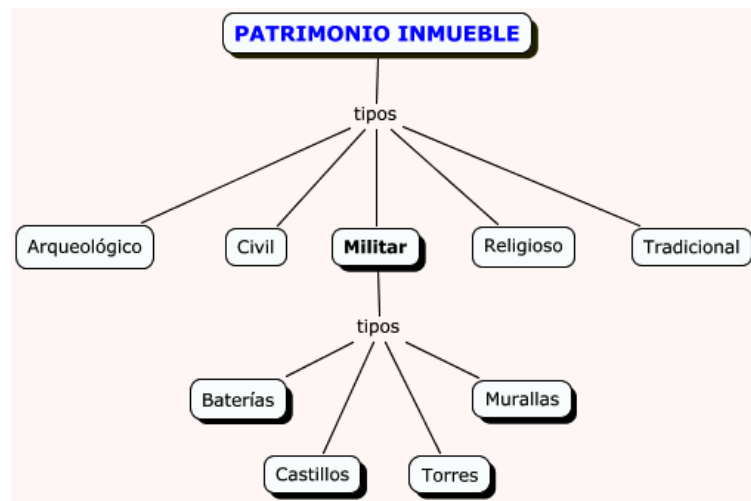 PATRIMONIO INMUEBLE
tipos
Arqueológico
Civil
Militar
Religioso
Tradicional
tipos
Baterías
Murallas
Castillos
Torres